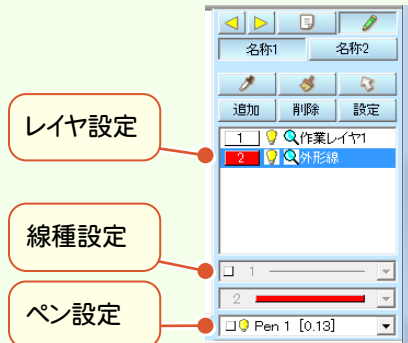 名称1 名称2
追加 削除 設定
レイヤ設定
1 作業レイヤ1
2 外形線
線種設定
1
2
ペン設定
Pen 1 [0.13]